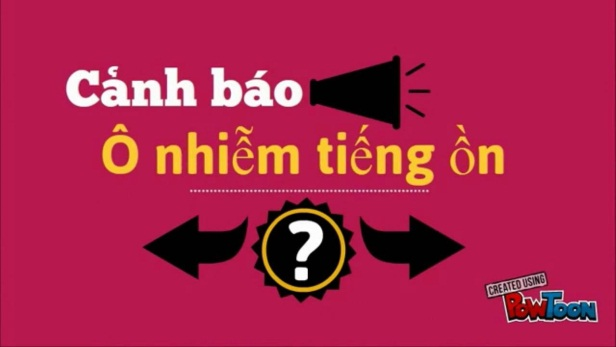 Cảnh báo
Ô nhiễm tiếng ồn
?
CREATED USING
POWTOON